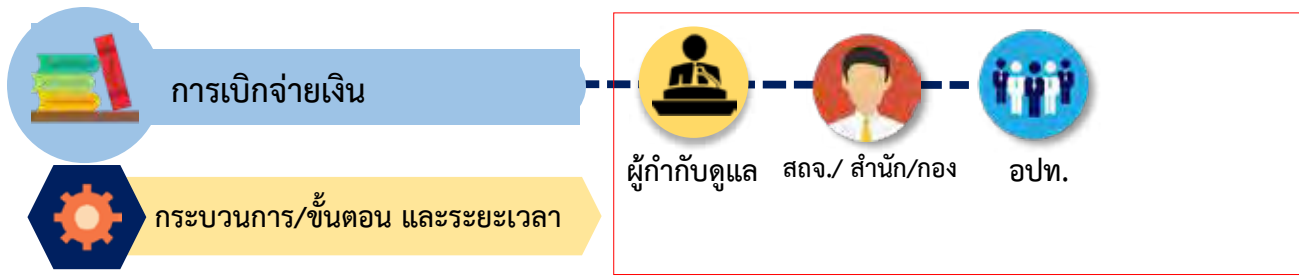 การเบิกจ่ายเงิน
ผู้กำกับดูแล
สถจ./ สำนัก/กอง
อปท.
กระบวนการ/ขั้นตอน และระยะเวลา